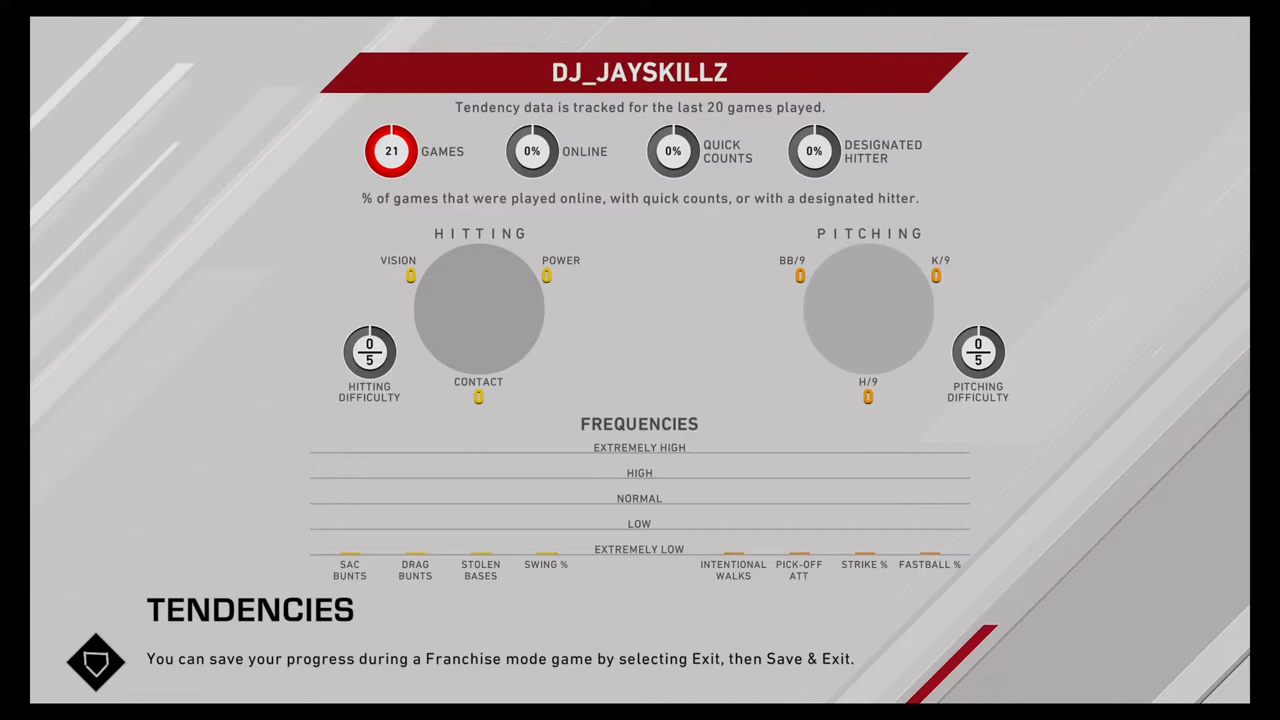 DJ_JAYSKILLZ
Tendency data is tracked for the last 20 games played.
21 GAMES
0% ONLINE
0% QUICK COUNTS
0% DESIGNATED HITTER
% of games that were played online, with quick counts, or with a designated hitter.
HITTING
VISION
0
POWER
0
CONTACT
0
0
5
HITTING
DIFFICULTY
PITCHING
BB/9
0
K/9
0
H/9
0
0
5
PITCHING
DIFFICULTY
FREQUENCIES
EXTREMELY HIGH
HIGH
NORMAL
LOW
EXTREMELY LOW
SAC
BUNTS
DRAG
BUNTS
STOLEN
BASES
SWING %
INTENTIONAL
WALKS
PICK-OFF
ATT
STRIKE %
FASTBALL %
TENDENCIES
You can save your progress during a Franchise mode game by selecting Exit, then Save & Exit.